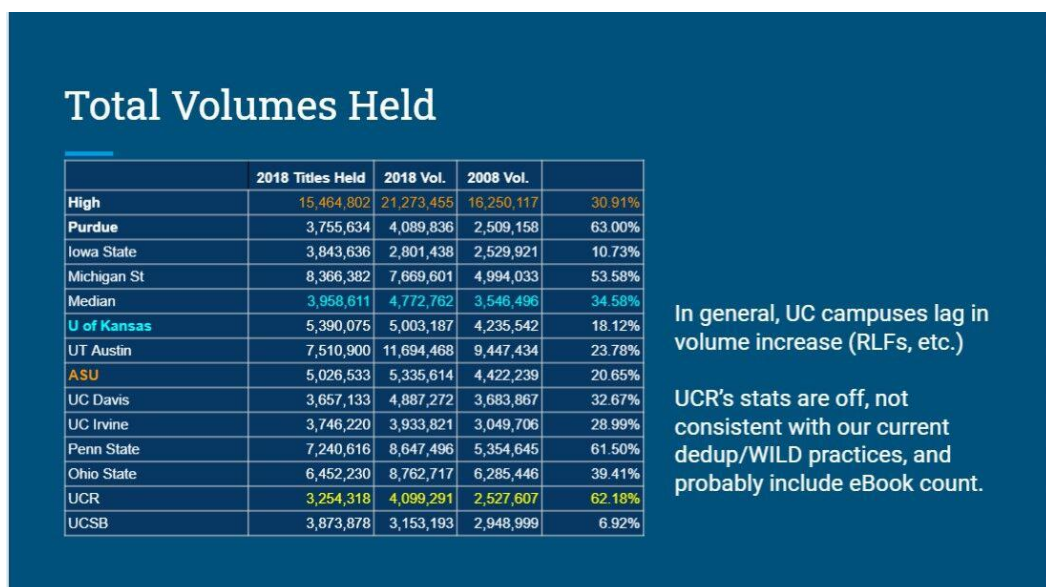 Total Volumes Held
2018 Titles Held 2018 Vol. 2008 Vol.
High 15,464,802 21,273,455 16,250,117 30.91%
Purdue 3,755,634 4,089,836 2,509,158 63.00%
Iowa State 3,843,636 2,801,438 2,529,921 10.73%
Michigan St 8,366,382 7,669,601 4,994,033 53.58%
Median 3,958,611 4,772,762 3,546,496 34.58%
U of Kansas 5,390,075 5,003,187 4,235,542 18.12%
UT Austin 7,510,900 11,694,468 9,447,434 23.78%
ASU 5,026,533 5,335,614 4,422,239 20.65%
UC Davis 3,657,133 4,887,272 3,683,867 32.67%
UC Irvine 3,746,220 3,933,821 3,049,706 28.99%
Penn State 7,240,616 8,647,496 5,354,645 61.50%
Ohio State 6,452,230 8,762,717 6,285,446 39.41%
UCR 3,254,318 4,099,291 2,527,607 62.18%
UCSB 3,873,878 3,153,193 2,948,999 6.92%
In general, UC campuses lag in
volume increase (RLFs, etc.)
UCR's stats are off, not
consistent with our current
dedup/WILD practices, and
probably include eBook count.